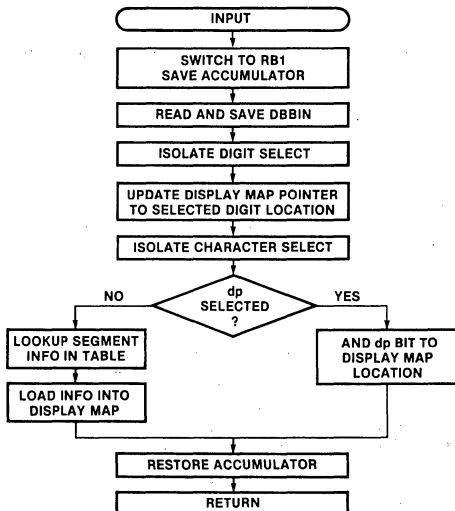 INPUT
SWITCH TO RB1
SAVE ACCUMULATOR
READ AND SAVE DBBIN
ISOLATE DIGIT SELECT
UPDATE DISPLAY MAP POINTER
TO SELECTED DIGIT LOCATION
ISOLATE CHARACTER SELECT
dp
SELECTED
?
NO
YES
LOOKUP SEGMENT
INFO IN TABLE
LOAD INFO INTO
DISPLAY MAP
AND dp BIT TO
DISPLAY MAP
LOCATION
RESTORE ACCUMULATOR
RETURN